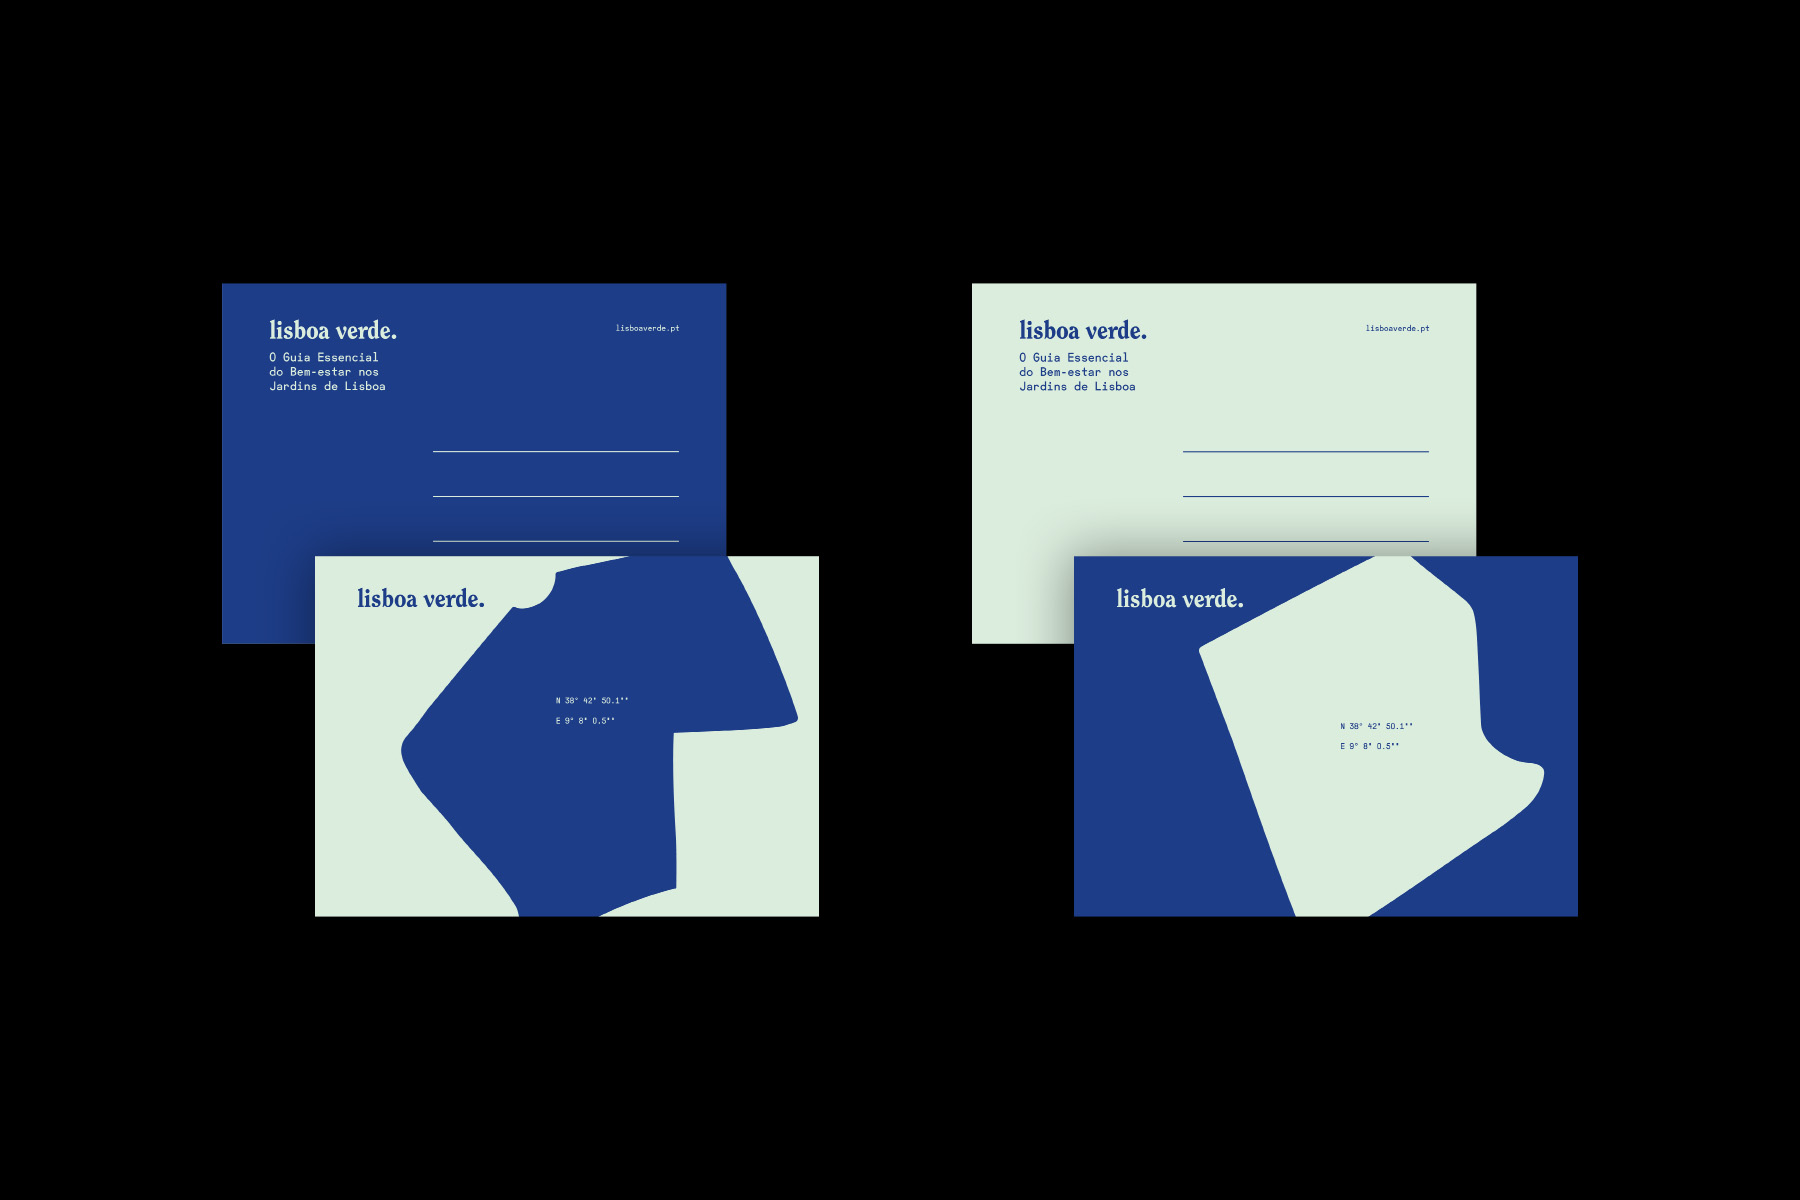 lisboa verde.
O Guia Essencial
do Bem-estar nos
Jardins de Lisboa
lisboaverde.pt
lisboa verde.
N 38° 42" 50.1""
E 9° 8" 0.5""
lisboa verde.
O Guia Essencial
do Bem-estar nos
Jardins de Lisboa
lisboaverde.pt
lisboa verde.
N 38° 42" 50.1""
E 9° 8" 0.5""